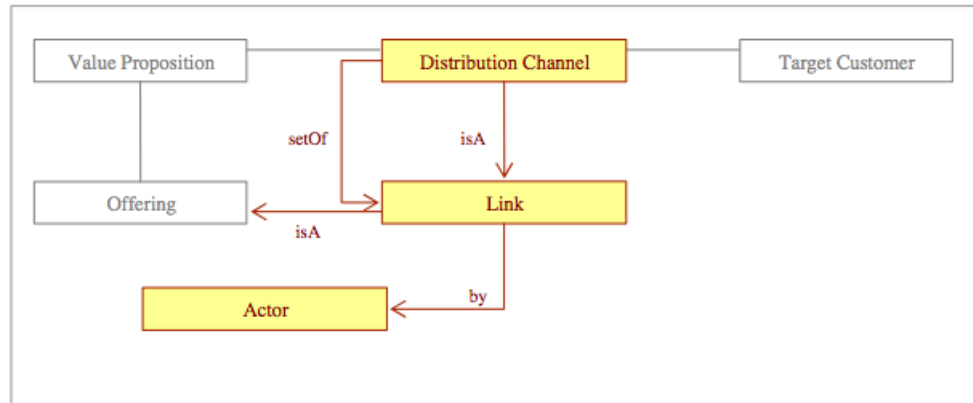 Value Proposition
Distribution Channel
Target Customer
setOf
isA
Offering
Link
isA
Actor
by